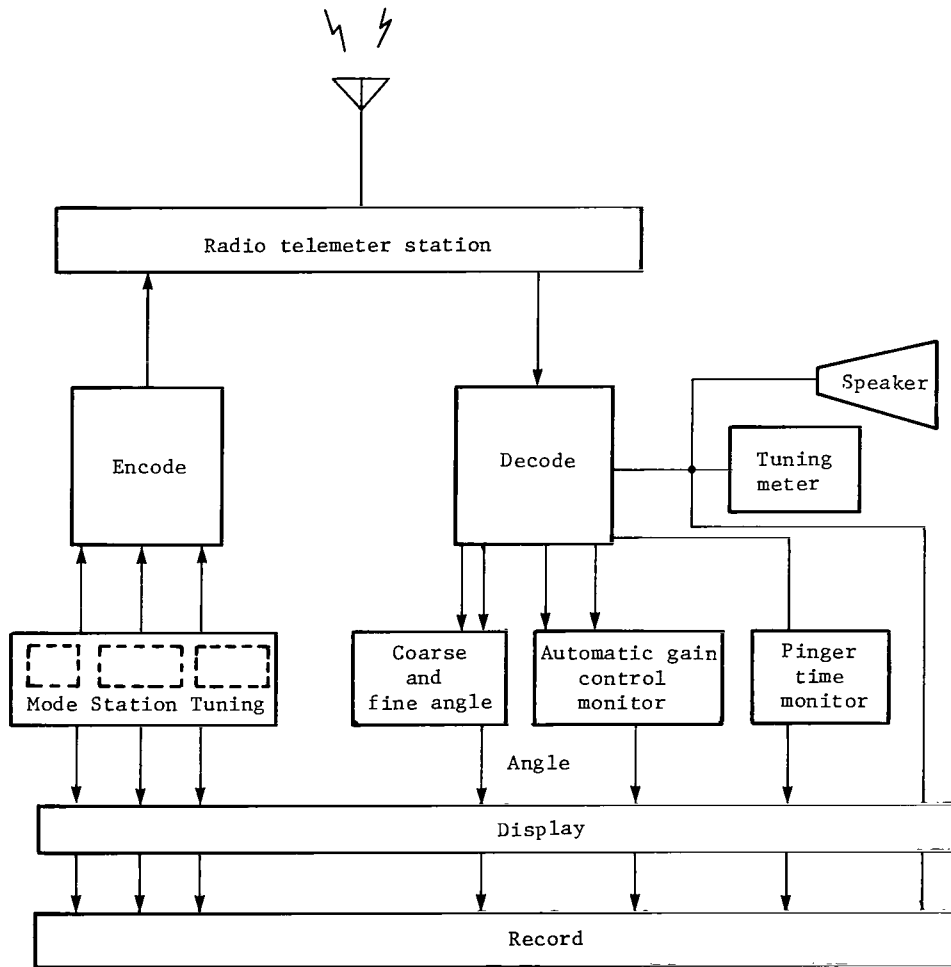 Radio telemeter station
Speaker
Encode
Decode
Tuning
meter
Mode Station Tuning
Coarse
and
fine angle
Automatic gain
control
monitor
Pinger
time
monitor
Angle
Display
Record